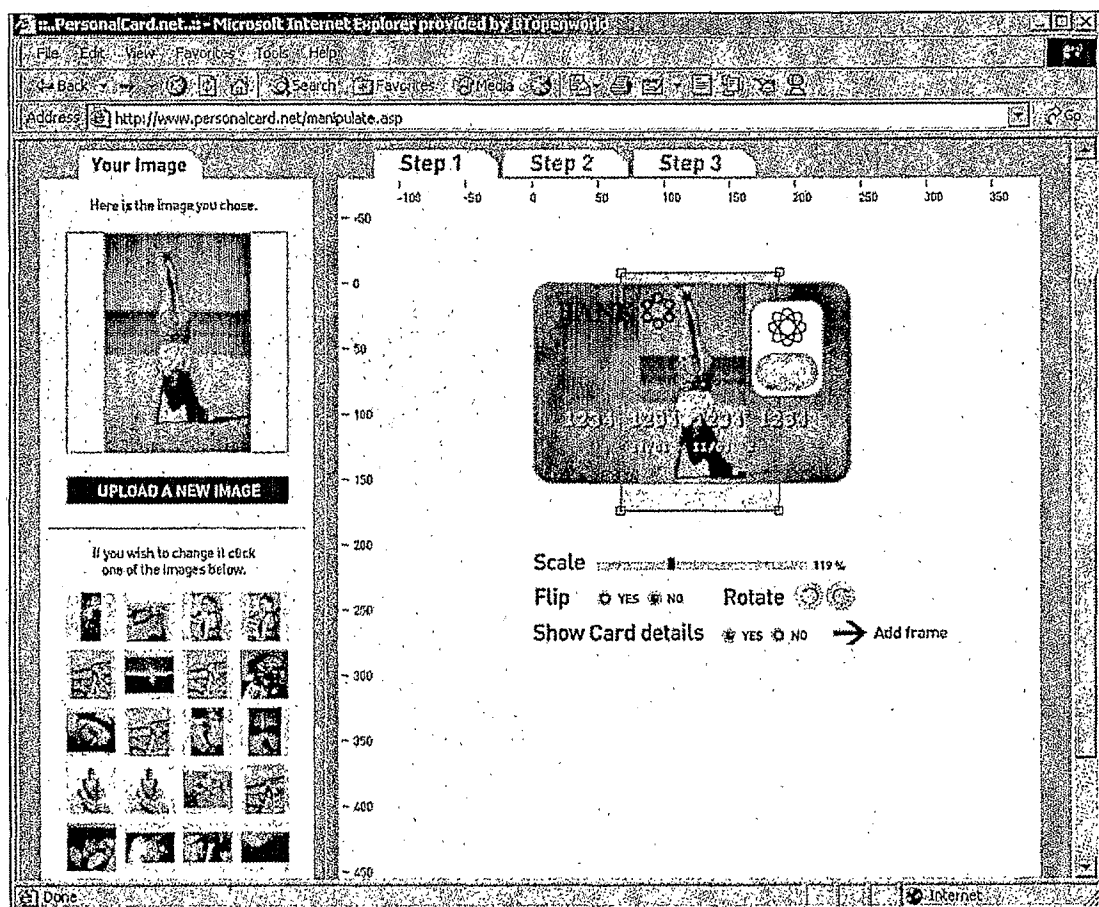 ::..PersonalCard.net..:: - Microsoft Internet Explorer provided by BTopenworld
File Edit View Favorites Tools Help
Back Search Favorites Media
Address http://www.personalcard.net/manipulate.asp Go
Your Image
Step 1 Step 2 Step 3
Here is the image you chose.
-100 -50 0 50 100 150 200 250 300 350
-50
0
50
100
150
200
250
300
350
400
450
BANK
1234 1234 1234 1234
UPLOAD A NEW IMAGE
If you wish to change it click
one of the images below.
Scale 119 %
Flip YES NO Rotate
Show Card details YES NO Add frame
Done Internet